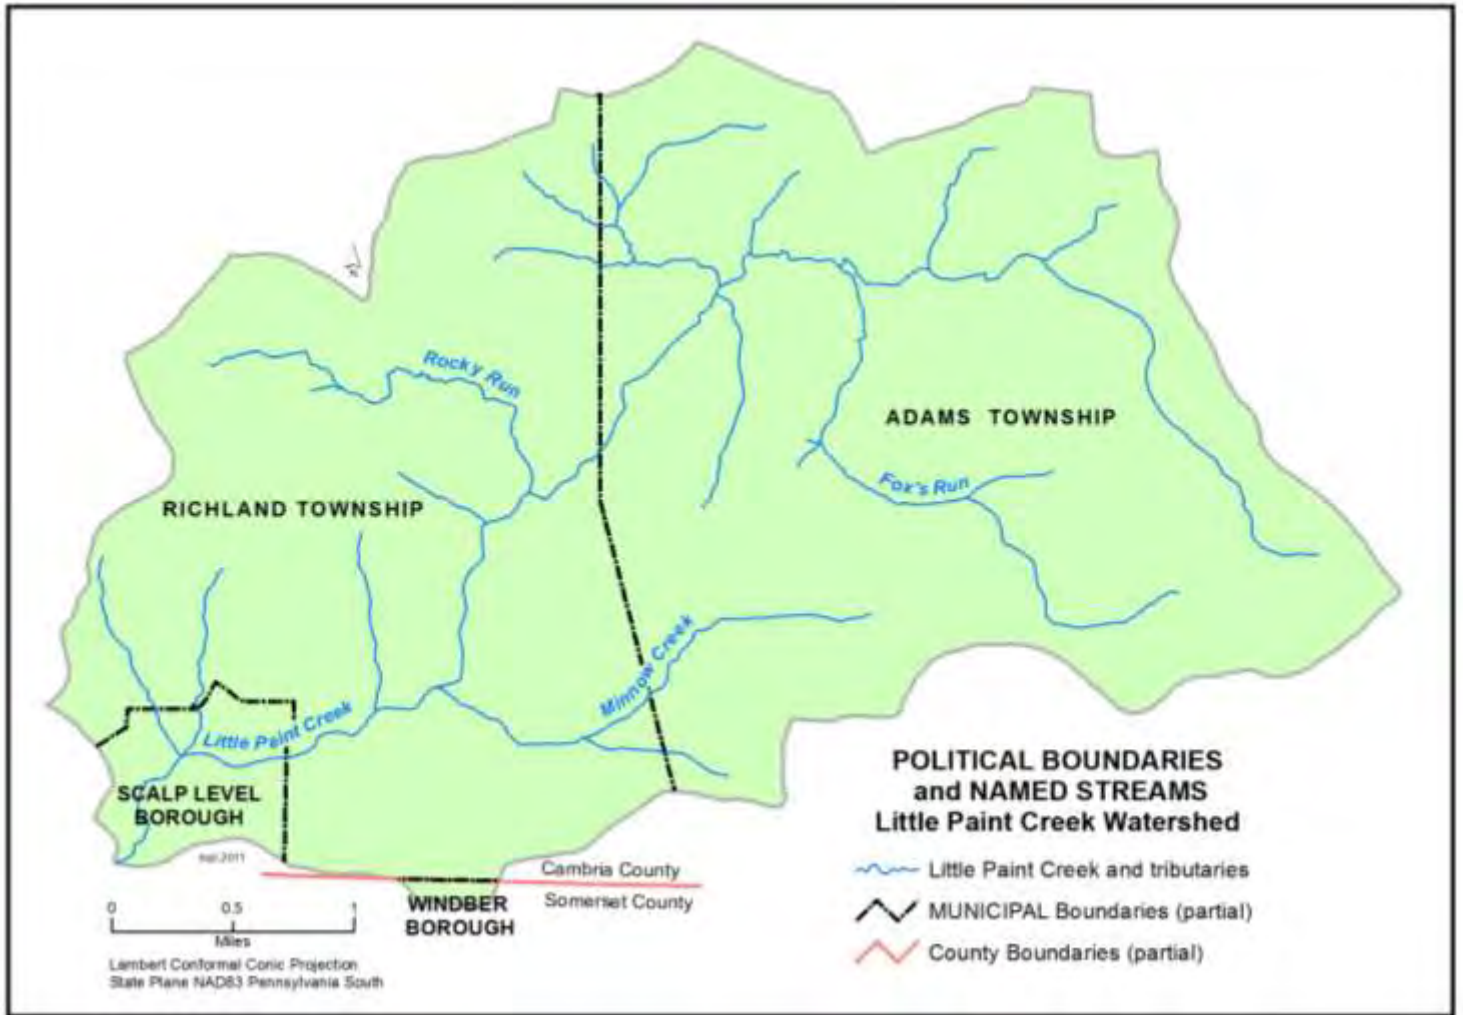 Rocky Run
ADAMS TOWNSHIP
Fox's Run
RICHLAND TOWNSHIP
Minnow Creek
Little Paint Creek
SCALP LEVEL
BOROUGH
POLITICAL BOUNDARIES
and NAMED STREAMS
Little Paint Creek Watershed
Little Paint Creek and tributaries
MUNICIPAL Boundaries (partial)
County Boundaries (partial)
Cambria County
Somerset County
WINDBER
BOROUGH
0 0.5 1
Miles
Lambert Conformal Conic Projection
State Plane NAD83 Pennsylvania South